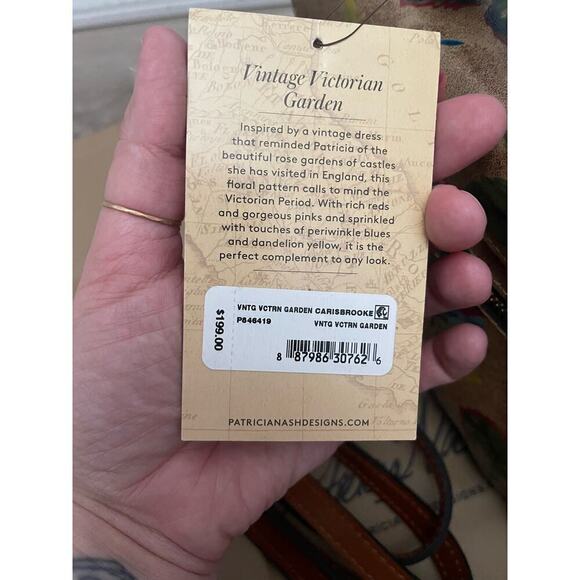 Vintage Victorian
Garden
Inspired by a vintage dress
that reminded Patricia of the
beautiful rose gardens of castles
she has visited in England, this
floral pattern calls to mind the
Victorian Period. With rich reds
and gorgeous pinks and sprinkled
with touches of periwinkle blues
and dandelion yellow, it is the
perfect complement to any look.
$199.00
VNTG VCTRN GARDEN CARISBROOKE
P846419
VNTG VCTRN GARDEN
8 87986 30762 6
PATRICIANASHDESIGNS.COM